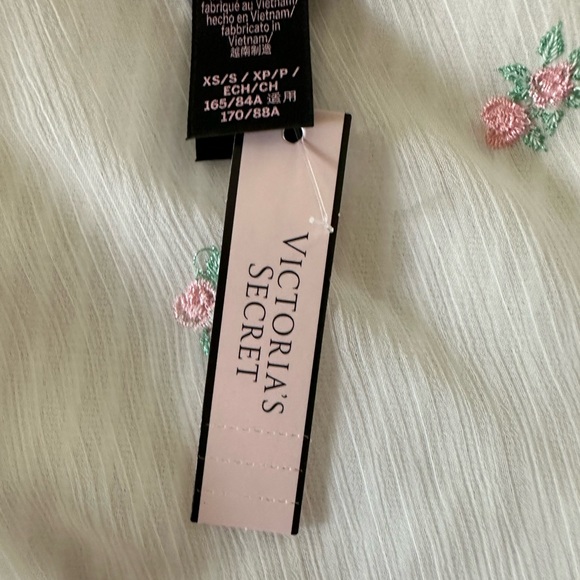 fabriqué au Vietnam/
hecho en Vietnam/
fabbricato in
Vietnam/
越南制造
XS/S / XP/P /
ECH/CH
165/84A 适用
170/88A
VICTORIA'S
SECRET